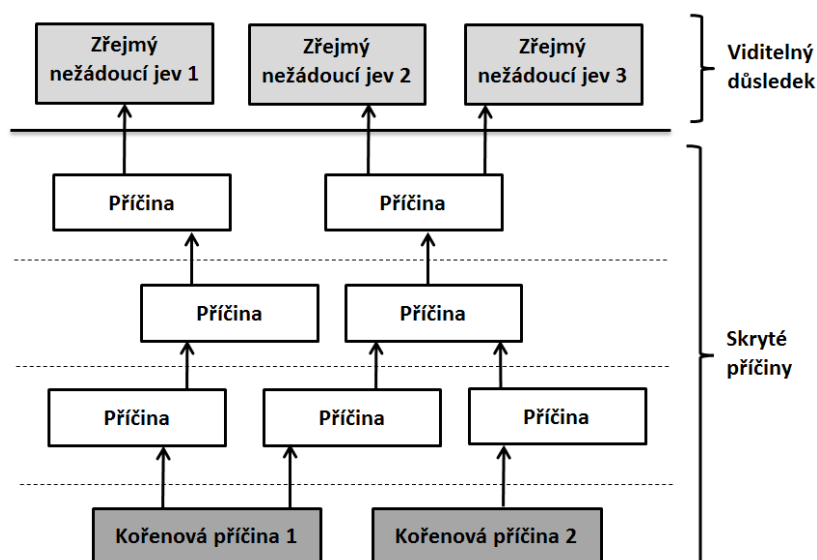 Zřejmý
nežádoucí jev 1
Zřejmý
nežádoucí jev 2
Zřejmý
nežádoucí jev 3
Viditelný
důsledek
Příčina
Příčina
Příčina
Příčina
Skryté
příčiny
Příčina
Příčina
Příčina
Kořenová příčina 1
Kořenová příčina 2